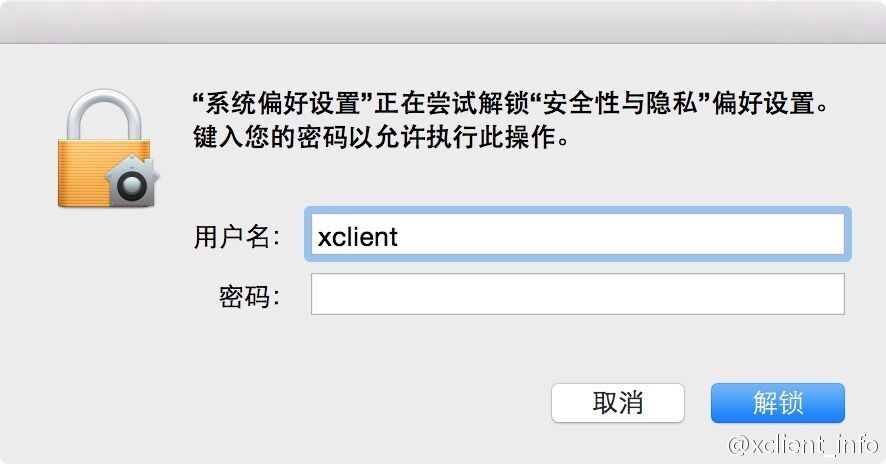 “系统偏好设置”正在尝试解锁“安全性与隐私”偏好设置。
键入您的密码以允许执行此操作。
用户名：
xclient
密码：
取消
解锁
@xclient_info